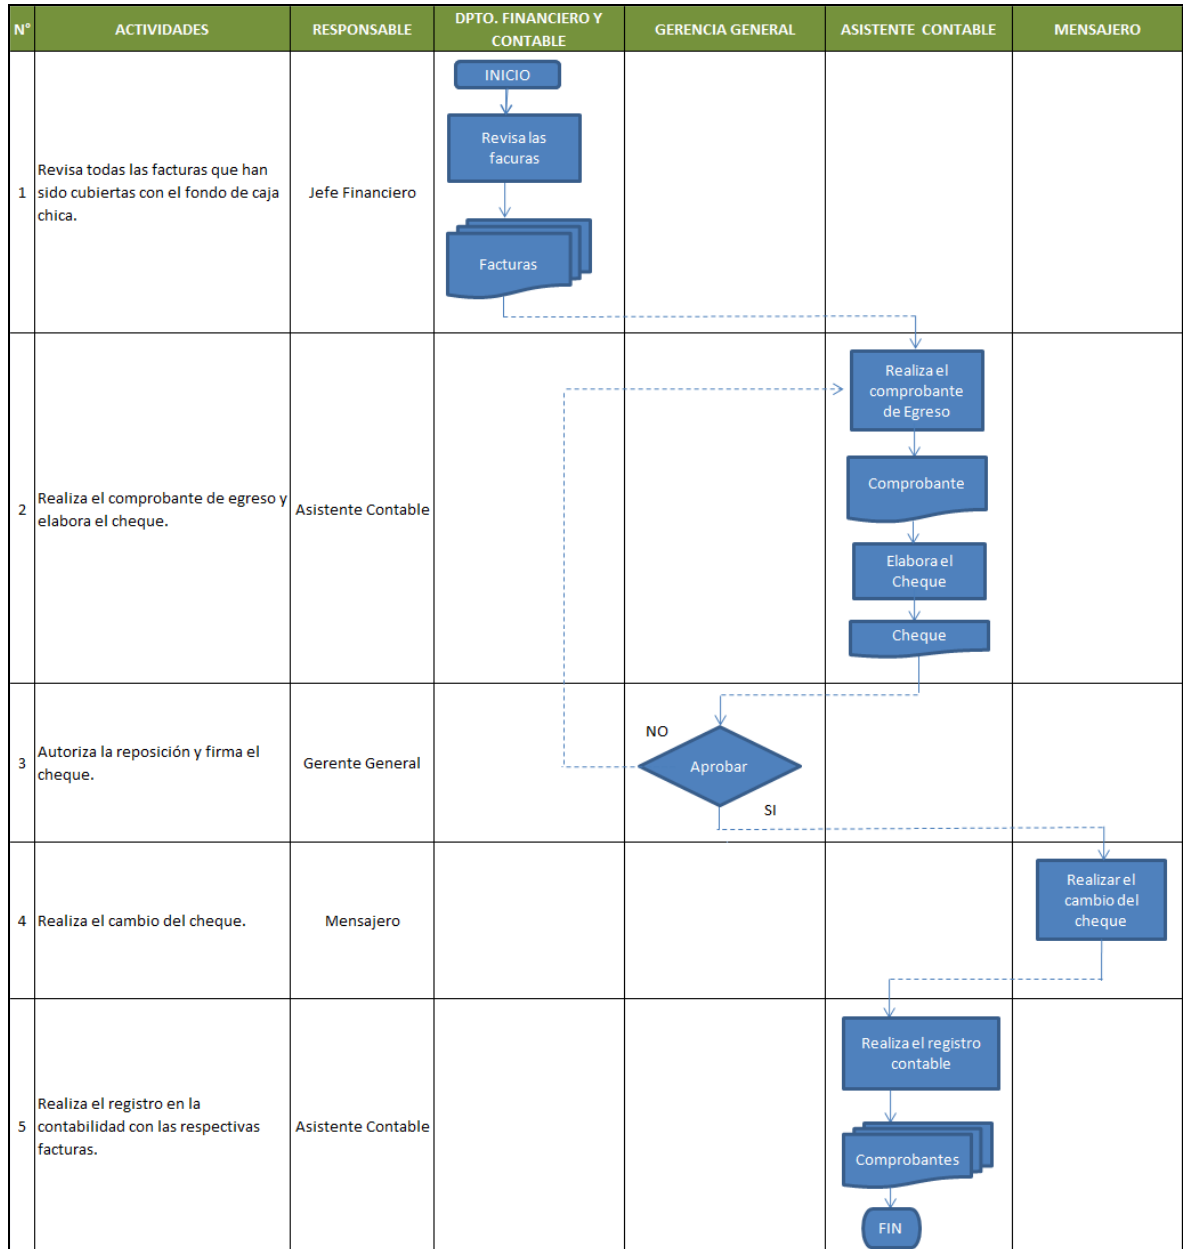 N°
ACTIVIDADES
RESPONSABLE
DPTO. FINANCIERO Y
CONTABLE
GERENCIA GENERAL
ASISTENTE CONTABLE
MENSAJERO
1
Revisa todas las facturas que han
sido cubiertas con el fondo de caja
chica.
Jefe Financiero
INICIO
Revisa las
facuras
Facturas
2
Realiza el comprobante de egreso y
elabora el cheque.
Asistente Contable
Realiza el
comprobante
de Egreso
Comprobante
Elabora el
Cheque
Cheque
3
Autoriza la reposición y firma el
cheque.
Gerente General
NO
Aprobar
SI
4
Realiza el cambio del cheque.
Mensajero
Realizar el
cambio del
cheque
5
Realiza el registro en la
contabilidad con las respectivas
facturas.
Asistente Contable
Realiza el registro
contable
Comprobantes
FIN